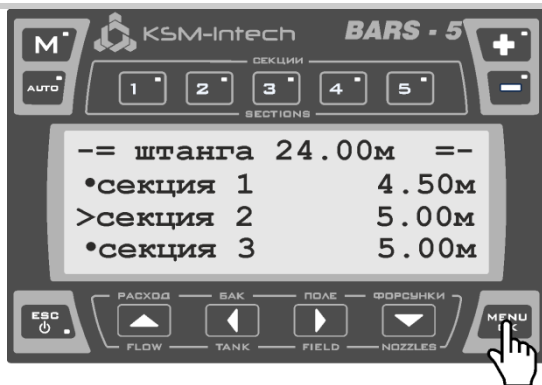 KSM-Intech BARS - 5
M
+
AUTO
СЕКЦИИ
-
1 2 3 4 5
SECTIONS
-= штанга 24.00м =-
•секция 1 4.50м
>секция 2 5.00м
•секция 3 5.00м
РАСХОД БАК ПОЛЕ ФОРСУНКИ
ESC
MENU
FLOW TANK FIELD NOZZLES